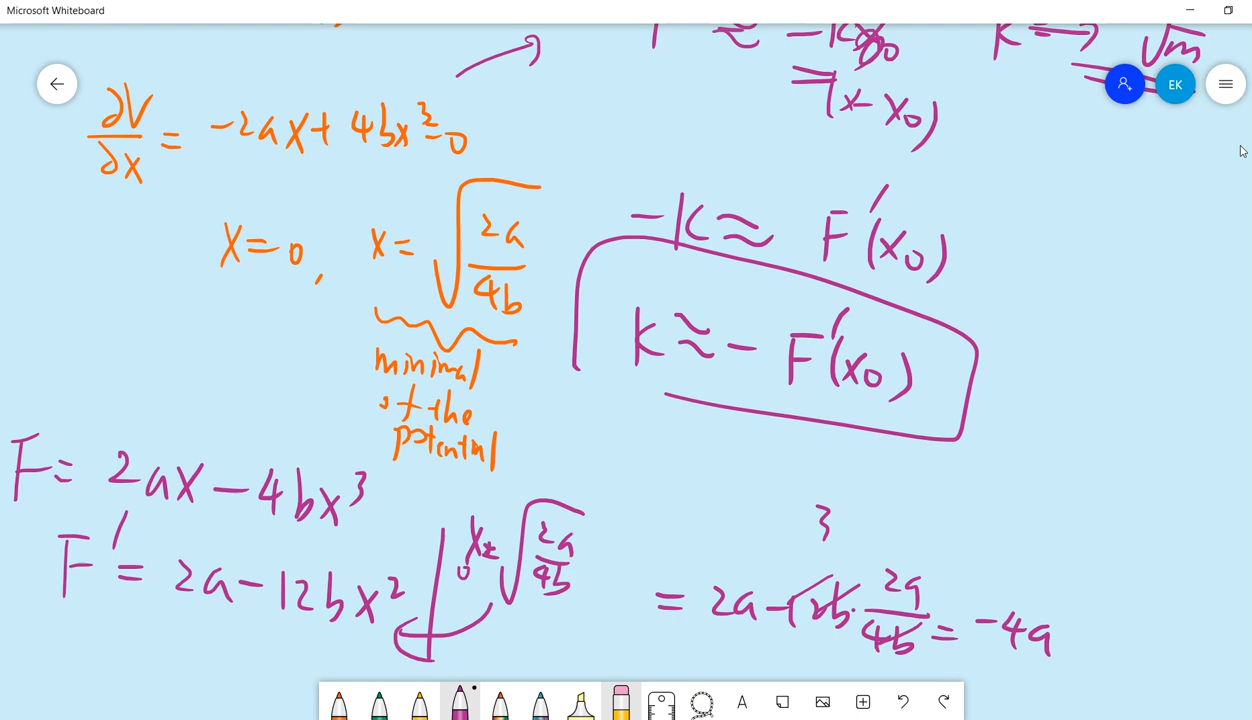 Microsoft Whiteboard
EK
= (x - x₀)
∂V/∂x = -2ax + 4bx³ = 0
x = 0, x = √(2a/4b)
minimal
of the
potential
-k ≈ F'(x₀)
k ≈ - F'(x₀)
F = 2ax - 4bx³
F' = 2a - 12bx² | x₀ = √(2a/4b)
3
= 2a - 12b · 2a/4b = -4a